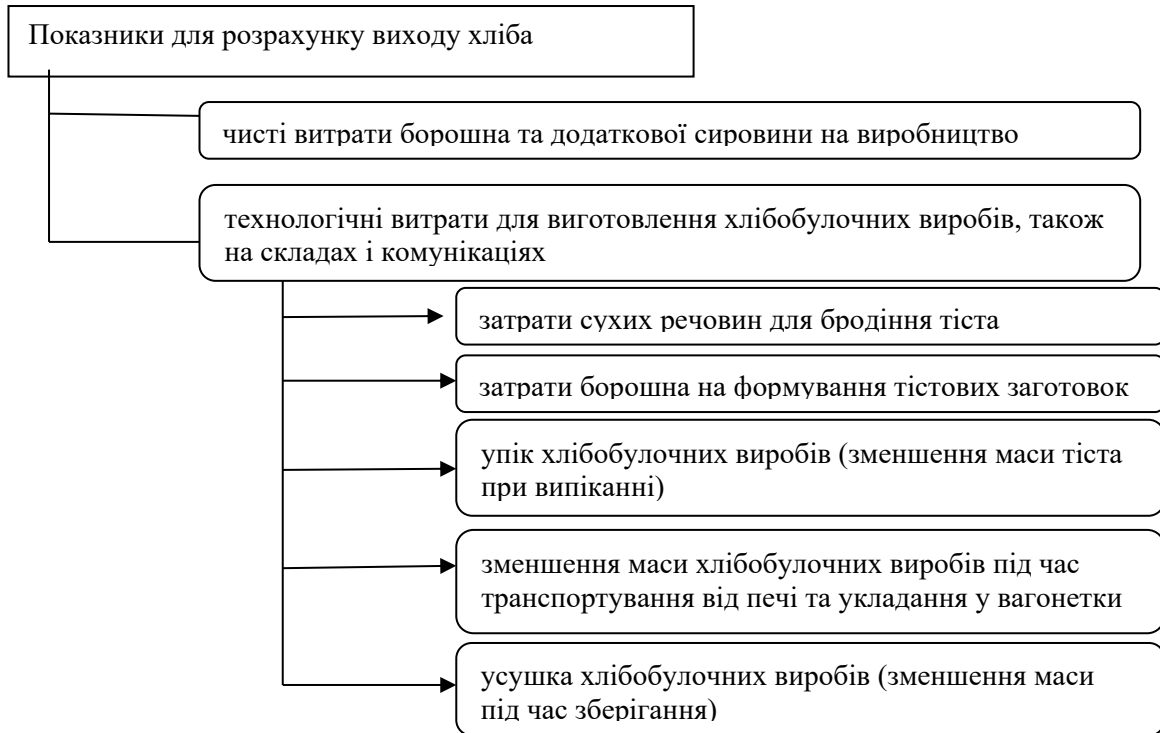 Показники для розрахунку виходу хліба
чисті витрати борошна та додаткової сировини на виробництво
технологічні витрати для виготовлення хлібобулочних виробів, також
на складах і комунікаціях
затрати сухих речовин для бродіння тіста
затрати борошна на формування тістових заготовок
упік хлібобулочних виробів (зменшення маси тіста
при випіканні)
зменшення маси хлібобулочних виробів під час
транспортування від печі та укладання у вагонетки
усушка хлібобулочних виробів (зменшення маси
під час зберігання)